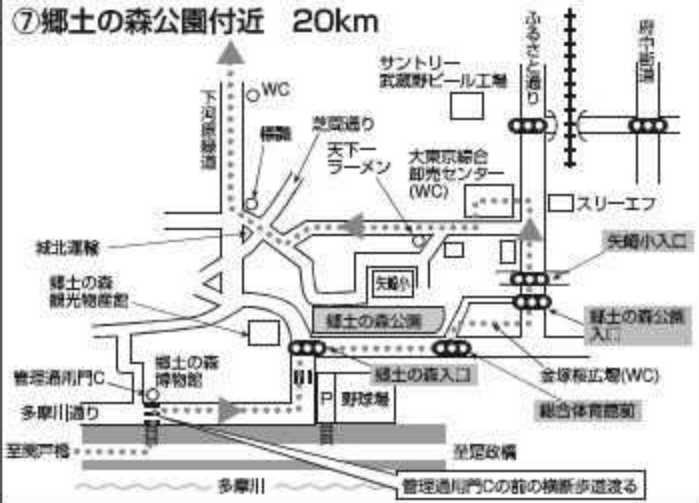 ⑦郷土の森公園付近　20km
ふるさと通り
府中街道
サントリー
武蔵野ビール工場
WC
下河原緑道
標識
芝間通り
天下一
ラーメン
大東京綜合
卸売センター
(WC)
スリーエフ
城北運輸
矢崎小入口
郷土の森
観光物産館
矢崎小
郷土の森公園
郷土の森公園
入口
郷土の森
博物館
郷土の森入口
金塚桜広場(WC)
管理通用門C
P
野球場
総合体育館前
多摩川通り
至関戸橋
至是政橋
多摩川
管理通用門Cの前の横断歩道渡る